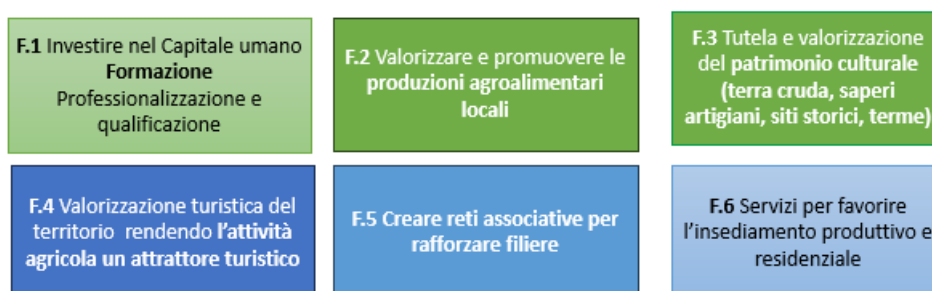 F.1 Investire nel Capitale umano
Formazione
Professionalizzazione e
qualificazione
F.2 Valorizzare e promuovere le
produzioni agroalimentari
locali
F.3 Tutela e valorizzazione
del patrimonio culturale
(terra cruda, saperi
artigiani, siti storici, terme)
F.4 Valorizzazione turistica del
territorio rendendo l'attività
agricola un attrattore turistico
F.5 Creare reti associative per
rafforzare filiere
F.6 Servizi per favorire
l'insediamento produttivo e
residenziale